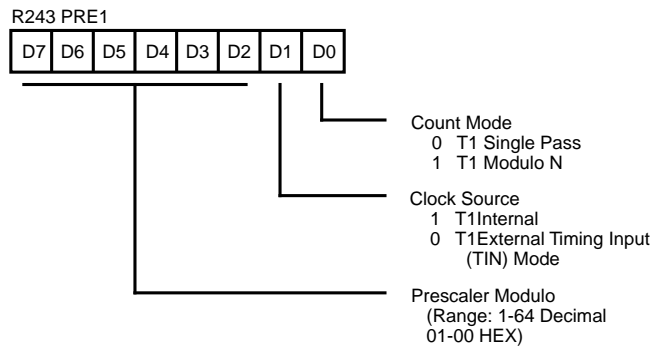 R243 PRE1
D7 D6 D5 D4 D3 D2 D1 D0
Count Mode
0 T1 Single Pass
1 T1 Modulo N
Clock Source
1 T1Internal
0 T1External Timing Input
(TIN) Mode
Prescaler Modulo
(Range: 1-64 Decimal
01-00 HEX)